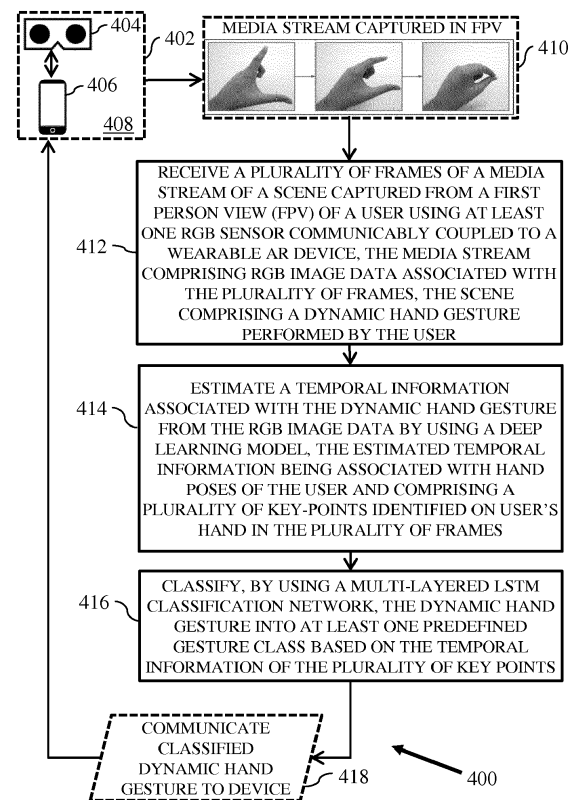 404
402
406
408
MEDIA STREAM CAPTURED IN FPV
410
412
RECEIVE A PLURALITY OF FRAMES OF A MEDIA
STREAM OF A SCENE CAPTURED FROM A FIRST
PERSON VIEW (FPV) OF A USER USING AT LEAST
ONE RGB SENSOR COMMUNICABLY COUPLED TO A
WEARABLE AR DEVICE, THE MEDIA STREAM
COMPRISING RGB IMAGE DATA ASSOCIATED WITH
THE PLURALITY OF FRAMES, THE SCENE
COMPRISING A DYNAMIC HAND GESTURE
PERFORMED BY THE USER
414
ESTIMATE A TEMPORAL INFORMATION
ASSOCIATED WITH THE DYNAMIC HAND GESTURE
FROM THE RGB IMAGE DATA BY USING A DEEP
LEARNING MODEL, THE ESTIMATED TEMPORAL
INFORMATION BEING ASSOCIATED WITH HAND
POSES OF THE USER AND COMPRISING A
PLURALITY OF KEY-POINTS IDENTIFIED ON USER'S
HAND IN THE PLURALITY OF FRAMES
416
CLASSIFY, BY USING A MULTI-LAYERED LSTM
CLASSIFICATION NETWORK, THE DYNAMIC HAND
GESTURE INTO AT LEAST ONE PREDEFINED
GESTURE CLASS BASED ON THE TEMPORAL
INFORMATION OF THE PLURALITY OF KEY POINTS
COMMUNICATE
CLASSIFIED
DYNAMIC HAND
GESTURE TO DEVICE
418
400